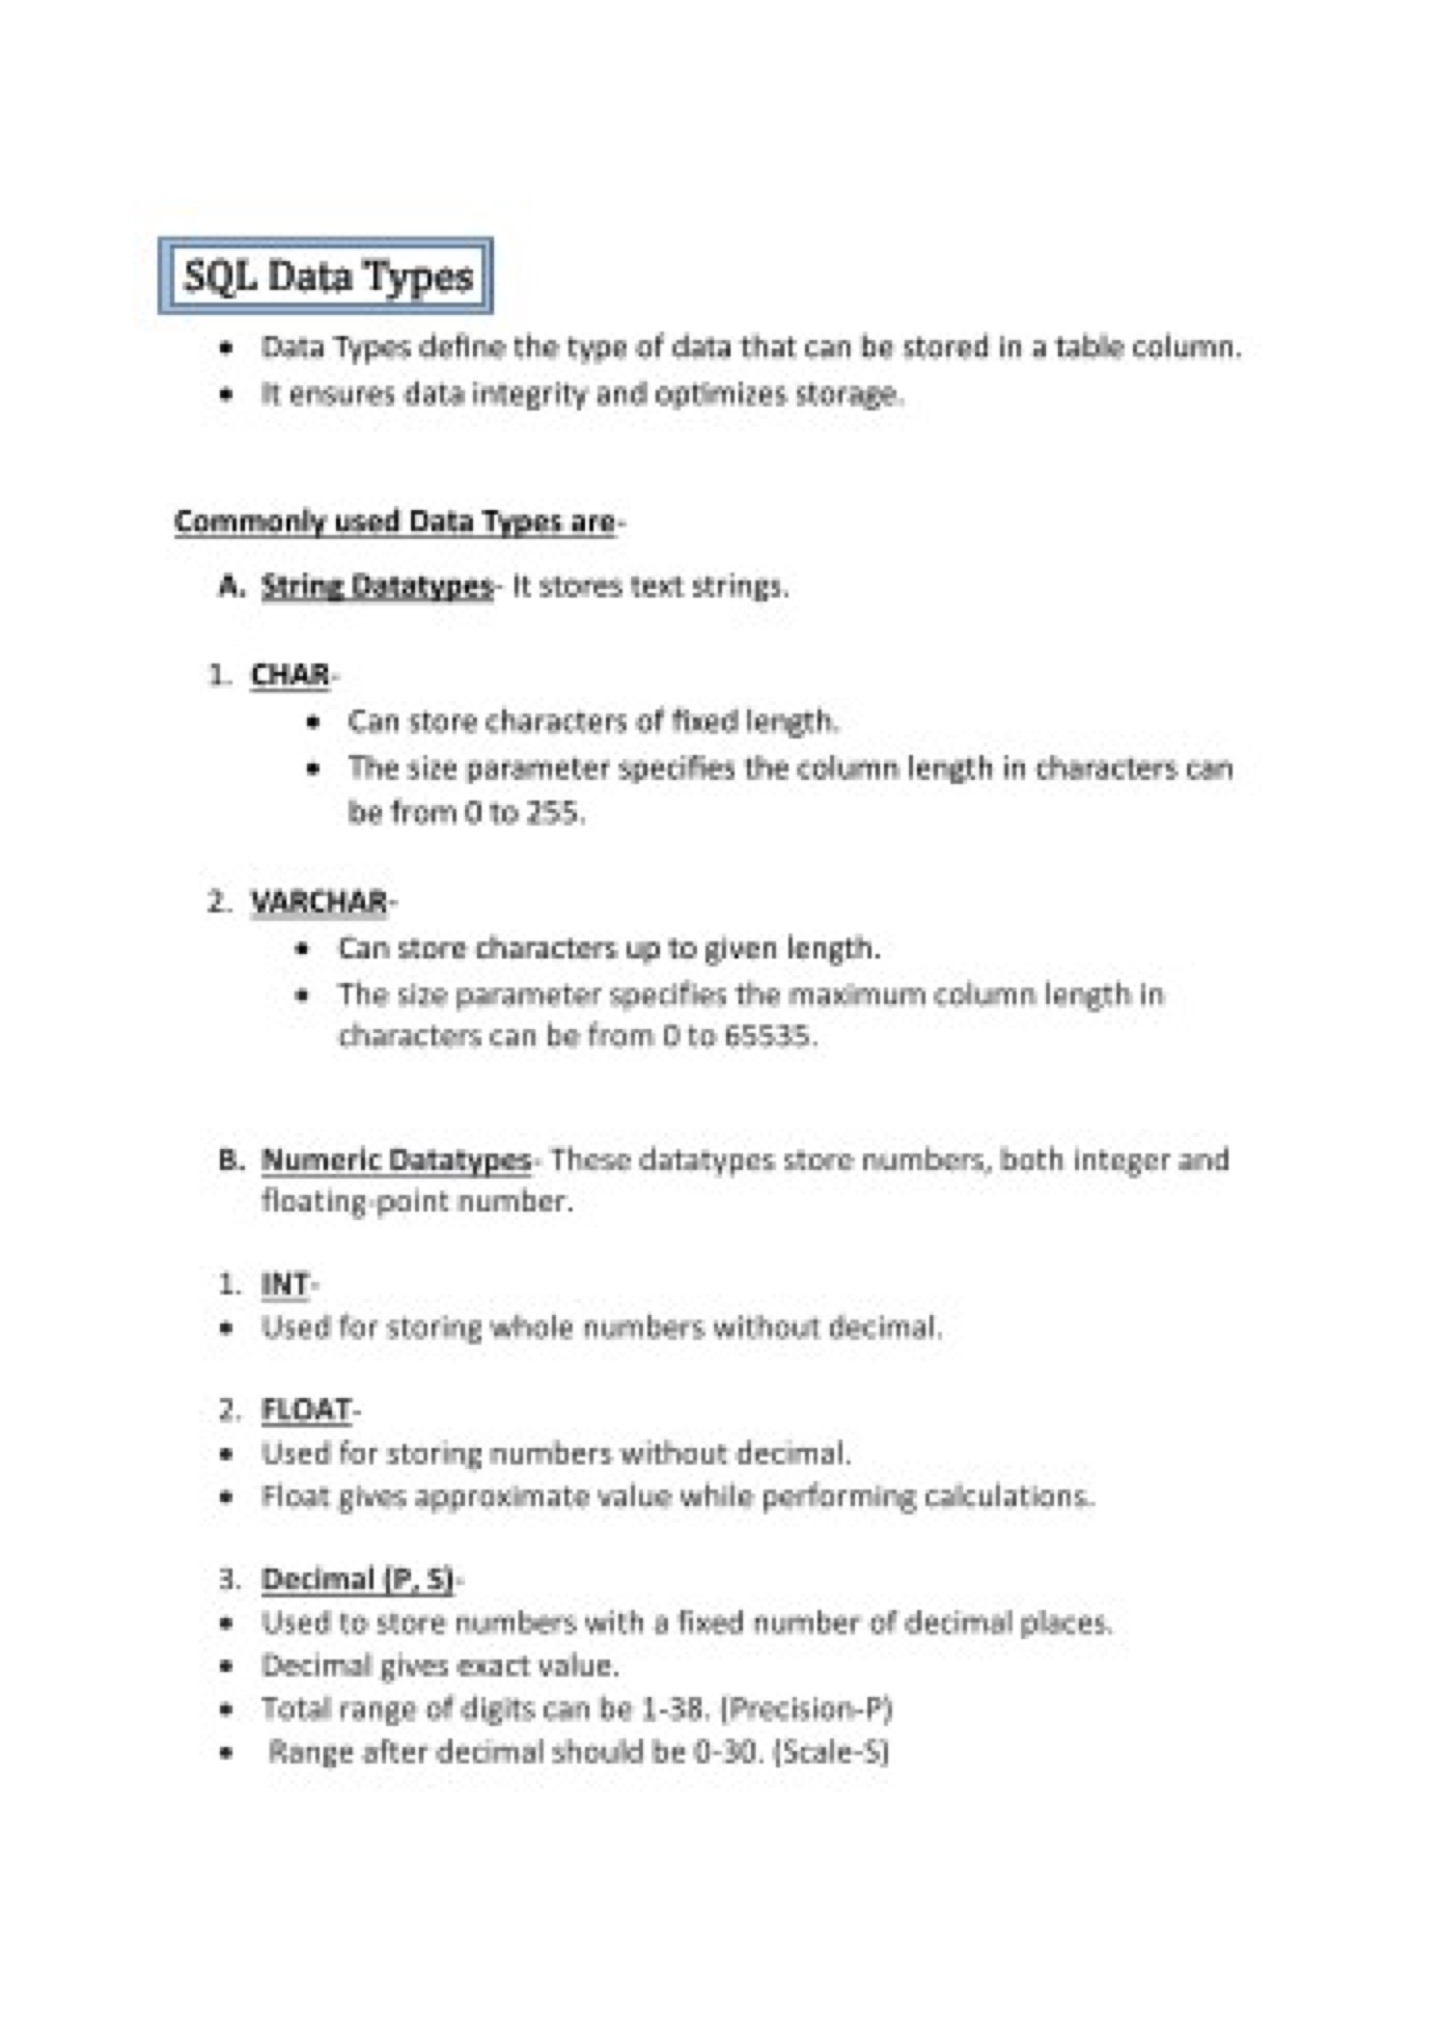 SQL Data Types
• Data Types define the type of data that can be stored in a table column.
• It ensures data integrity and optimizes storage.
Commonly used Data Types are-
A. String Datatypes- It stores text strings.
1. CHAR-
• Can store characters of fixed length.
• The size parameter specifies the column length in characters can
be from 0 to 255.
2. VARCHAR-
• Can store characters up to given length.
• The size parameter specifies the maximum column length in
characters can be from 0 to 65535.
B. Numeric Datatypes- These datatypes store numbers, both integer and
floating-point number.
1. INT-
• Used for storing whole numbers without decimal.
2. FLOAT-
• Used for storing numbers without decimal.
• Float gives approximate value while performing calculations.
3. Decimal (P, S)-
• Used to store numbers with a fixed number of decimal places.
• Decimal gives exact value.
• Total range of digits can be 1-38. (Precision-P)
• Range after decimal should be 0-30. (Scale-S)